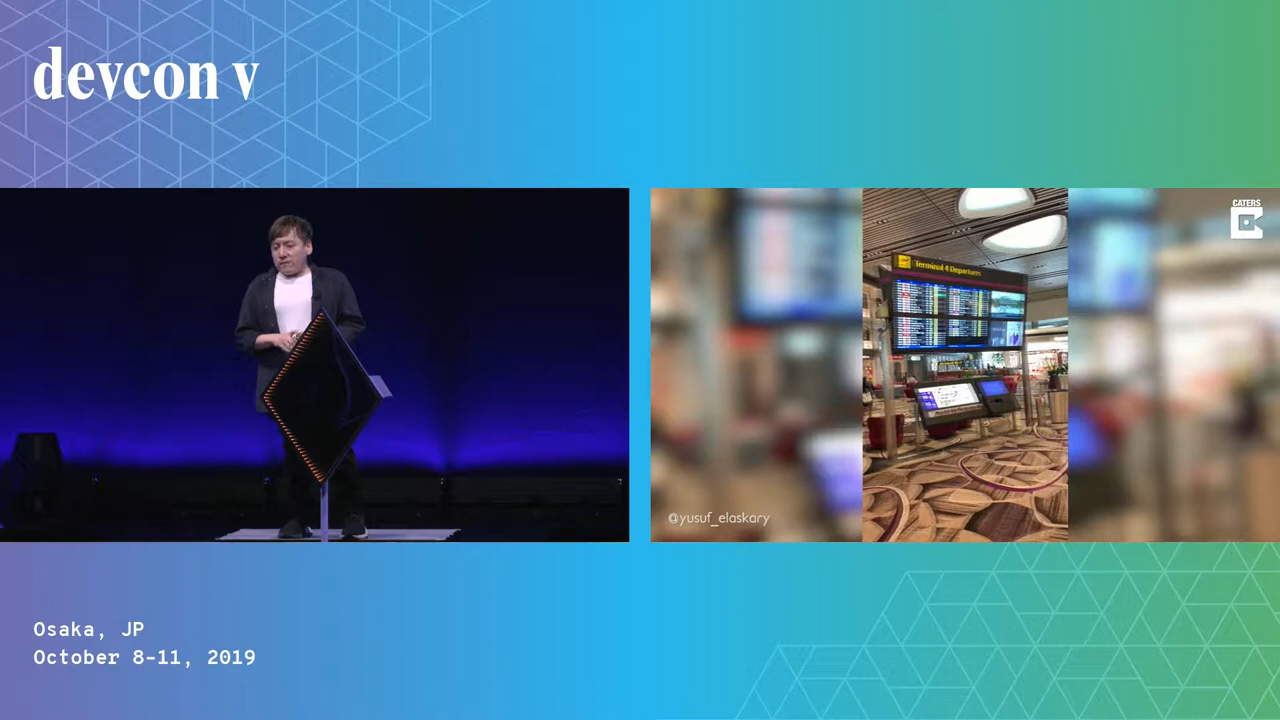 devcon v
CATERS
Terminal 4 Departures
@yusuf_elaskary
Osaka, JP
October 8-11, 2019